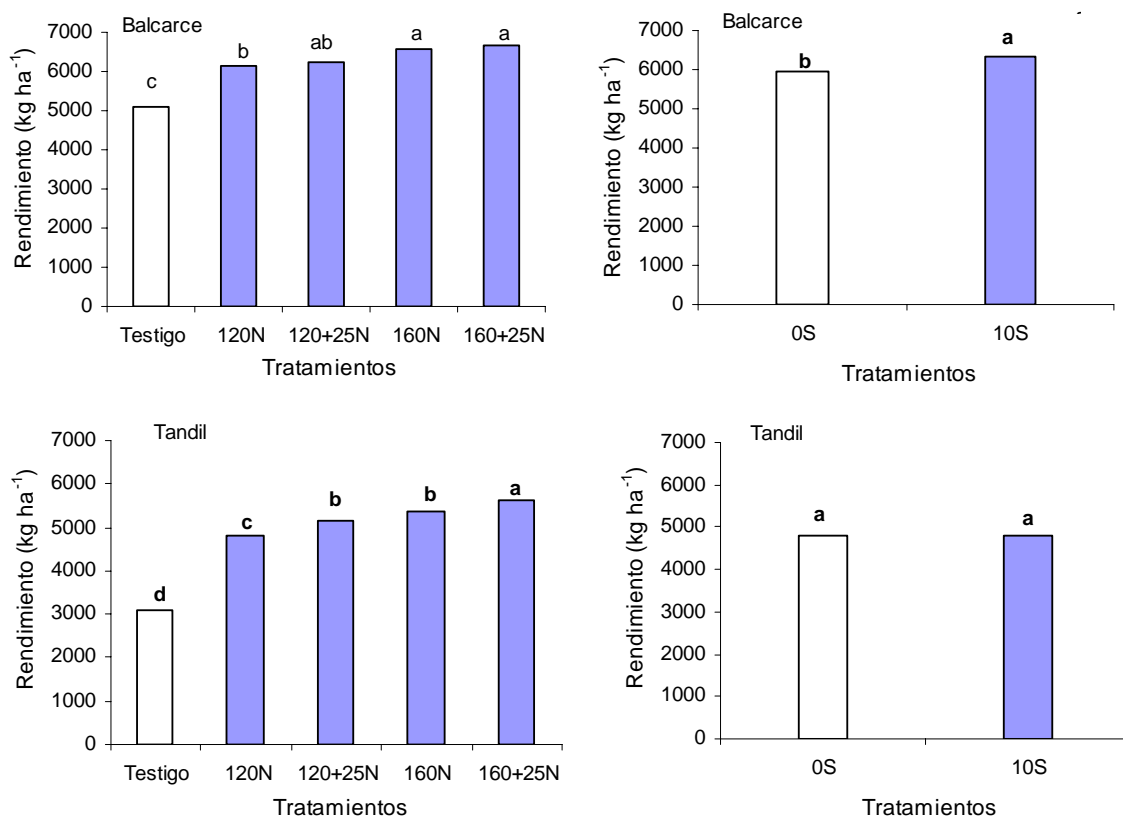 Balcarce
Rendimiento (kg ha-1)
7000
6000
5000
4000
3000
2000
1000
0
c
b
ab
a
a
Testigo 120N 120+25N 160N 160+25N
Tratamientos
Balcarce
Rendimiento (kg ha-1)
7000
6000
5000
4000
3000
2000
1000
0
b
a
0S 10S
Tratamientos
Tandil
Rendimiento (kg ha-1)
7000
6000
5000
4000
3000
2000
1000
0
d
c
b
b
a
Testigo 120N 120+25N 160N 160+25N
Tratamientos
Tandil
Rendimiento (kg ha-1)
7000
6000
5000
4000
3000
2000
1000
0
a
a
0S 10S
Tratamientos